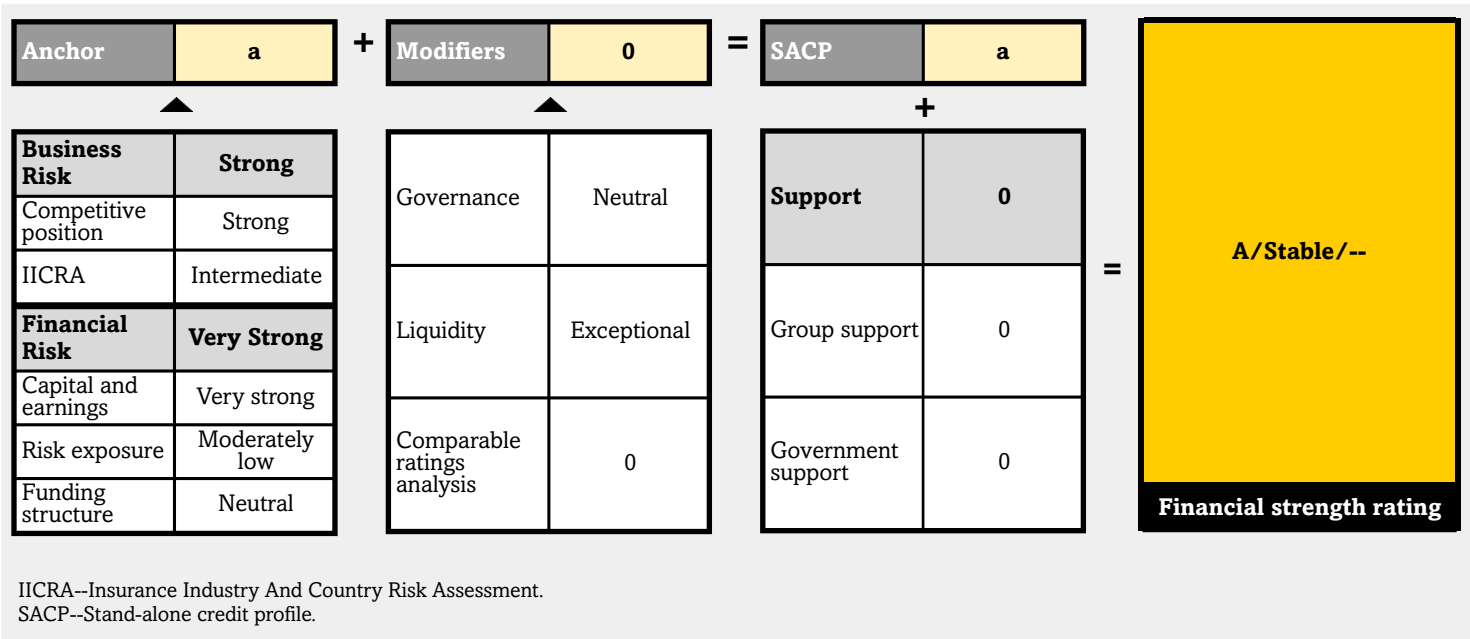 Anchor a + Modifiers 0 = SACP a
+
Business
Risk
Strong
Competitive
position
Strong
IICRA
Intermediate
Financial
Risk
Very Strong
Capital and
earnings
Very strong
Risk exposure
Moderately
low
Funding
structure
Neutral
Governance
Neutral
Liquidity
Exceptional
Comparable
ratings
analysis
0
Support
0
Group support
0
Government
support
0
=
A/Stable/--
Financial strength rating
IICRA--Insurance Industry And Country Risk Assessment.
SACP--Stand-alone credit profile.